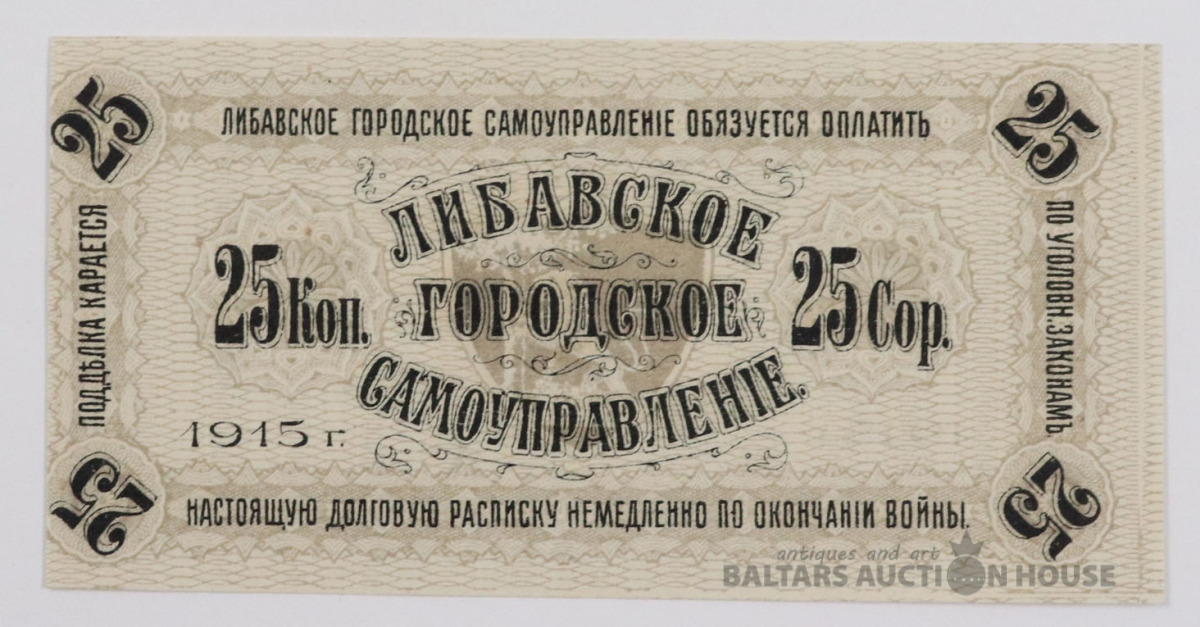 25
25
ЛИБАВСКОЕ ГОРОДСКОЕ САМОУПРАВЛЕНІЕ ОБЯЗУЕТСЯ ОПЛАТИТЬ
ПОДДѢЛКА КАРАЕТСЯ
25 Коп.
ЛИБАВСКОЕ
ГОРОДСКОЕ
САМОУПРАВЛЕНІЕ.
25 Cop.
ПО УГОЛОВН. ЗАКОНАМЪ
1915 г.
НАСТОЯЩУЮ ДОЛГОВУЮ РАСПИСКУ НЕМЕДЛЕННО ПО ОКОНЧАНІИ ВОЙНЫ.
25
25
antiques and art
BALTARS AUCTION HOUSE